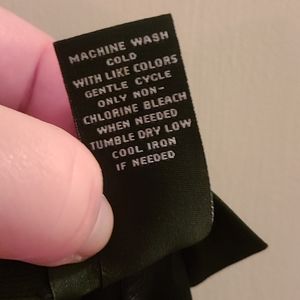 MACHINE WASH
COLD
WITH LIKE COLORS
GENTLE CYCLE
ONLY NON-
CHLORINE BLEACH
WHEN NEEDED
TUMBLE DRY LOW
COOL IRON
IF NEEDED